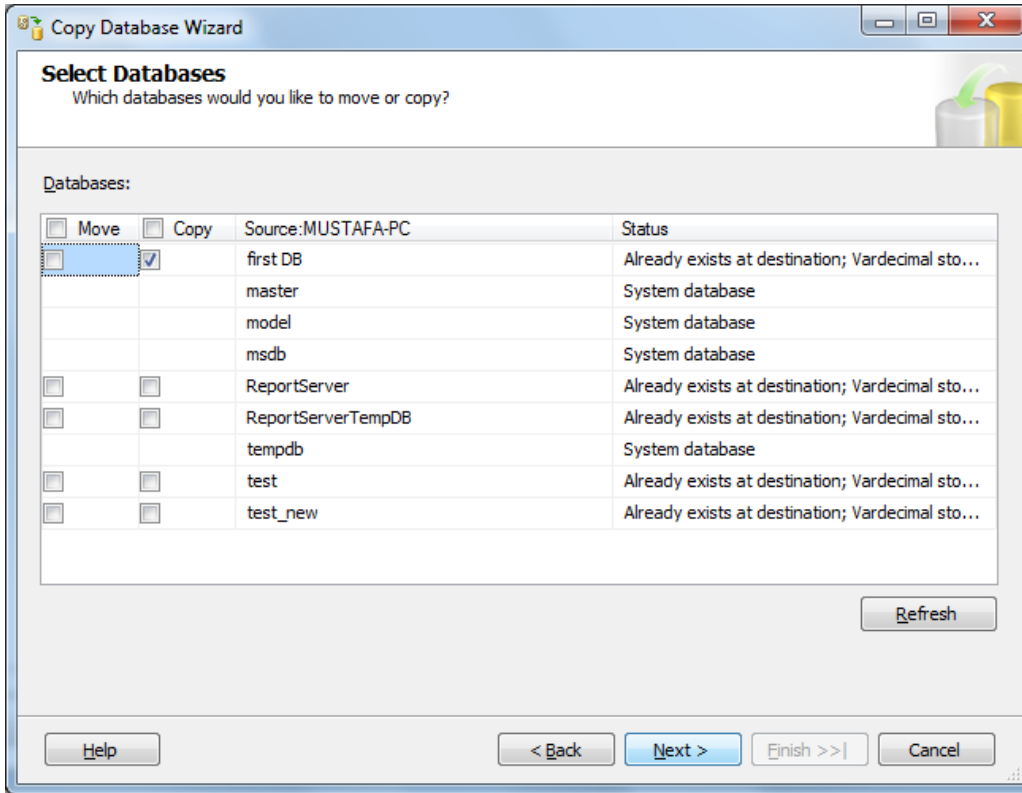 Copy Database Wizard
Select Databases
Which databases would you like to move or copy?
Databases:
Move Copy Source:MUSTAFA-PC Status
first DB Already exists at destination; Vardecimal sto...
master System database
model System database
msdb System database
ReportServer Already exists at destination; Vardecimal sto...
ReportServerTempDB Already exists at destination; Vardecimal sto...
tempdb System database
test Already exists at destination; Vardecimal sto...
test_new Already exists at destination; Vardecimal sto...
Refresh
Help < Back Next > Finish >>| Cancel